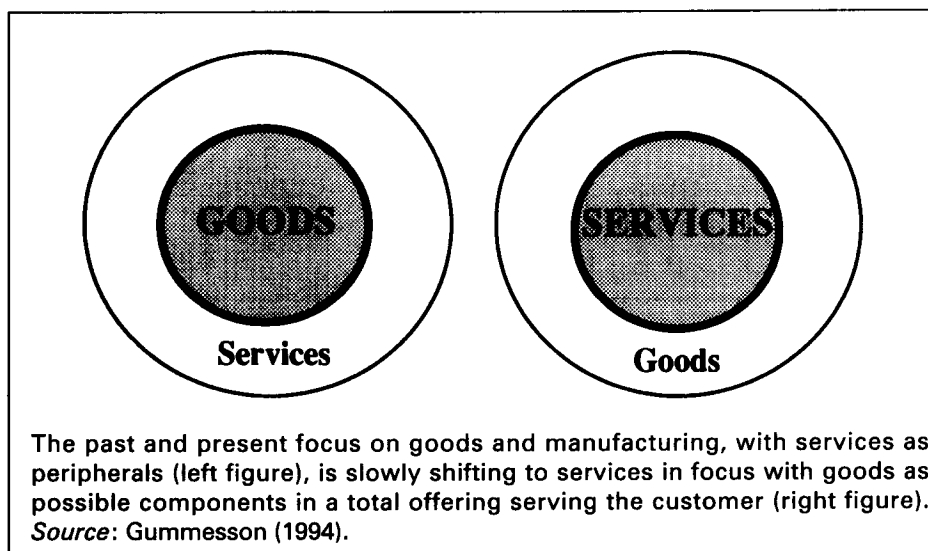 GOODS
Services
SERVICES
Goods
The past and present focus on goods and manufacturing, with services as
peripherals (left figure), is slowly shifting to services in focus with goods as
possible components in a total offering serving the customer (right figure).
Source: Gummesson (1994).